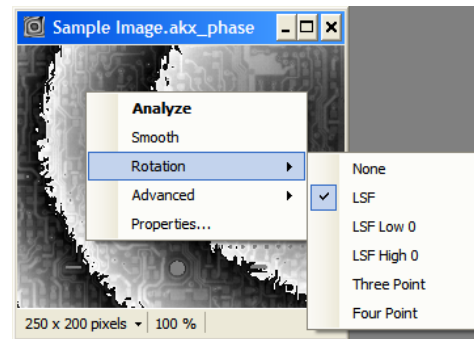 Sample Image.akx_phase
Analyze
Smooth
Rotation
Advanced
Properties...
None
LSF
LSF Low 0
LSF High 0
Three Point
Four Point
250 x 200 pixels
100 %